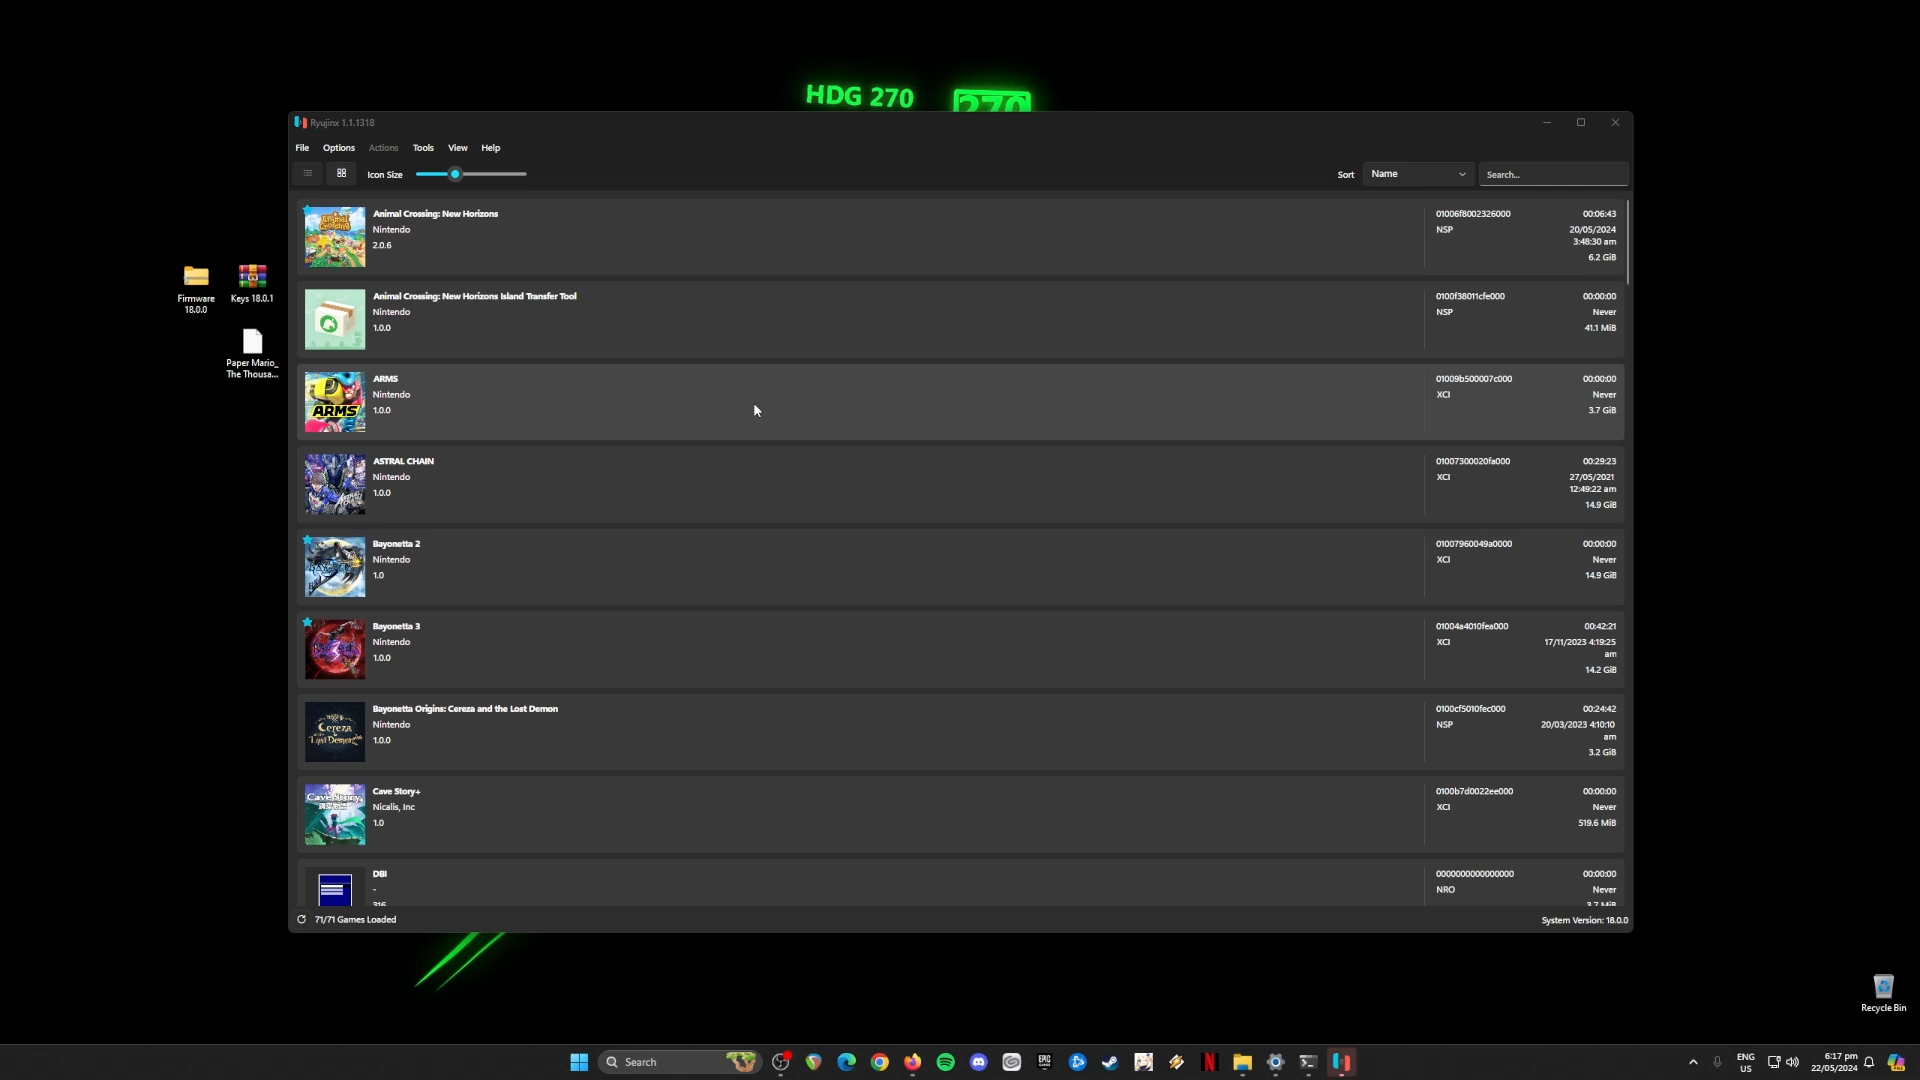 HDG 270
270
Ryujinx 1.1.1318
File Options Actions Tools View Help
Icon Size
Sort Name Search...
Animal Crossing: New Horizons
Nintendo
2.0.6
01006f8002326000 00:06:43
NSP 20/05/2024
3:48:30 am
6.2 GiB
Animal Crossing: New Horizons Island Transfer Tool
Nintendo
1.0.0
0100f38011cfe000 00:00:00
NSP Never
41.1 MiB
ARMS
ARMS
Nintendo
1.0.0
01009b500007c000 00:00:00
XCI Never
3.7 GiB
ASTRAL CHAIN
Nintendo
1.0.0
01007300020fa000 00:29:23
XCI 27/05/2021
12:49:22 am
14.9 GiB
Bayonetta 2
Nintendo
1.0
01007960049a0000 00:00:00
XCI Never
14.9 GiB
Bayonetta 3
Nintendo
1.0.0
01004a4010fea000 00:42:21
XCI 17/11/2023 4:19:25
am
14.2 GiB
Bayonetta Origins: Cereza and the Lost Demon
Nintendo
1.0.0
0100cf5010fec000 00:24:42
NSP 20/03/2023 4:10:10
am
3.2 GiB
Cave Story+
Nicalis, Inc
1.0
0100b7d0022ee000 00:00:00
XCI Never
519.6 MiB
DBI
-
316
0000000000000000 00:00:00
NRO Never
3.7 MiB
71/71 Games Loaded
System Version: 18.0.0
Firmware
18.0.0
Keys 18.0.1
Paper Mario_
The Thousa...
Recycle Bin
Search
ENG
US
6:17 pm
22/05/2024